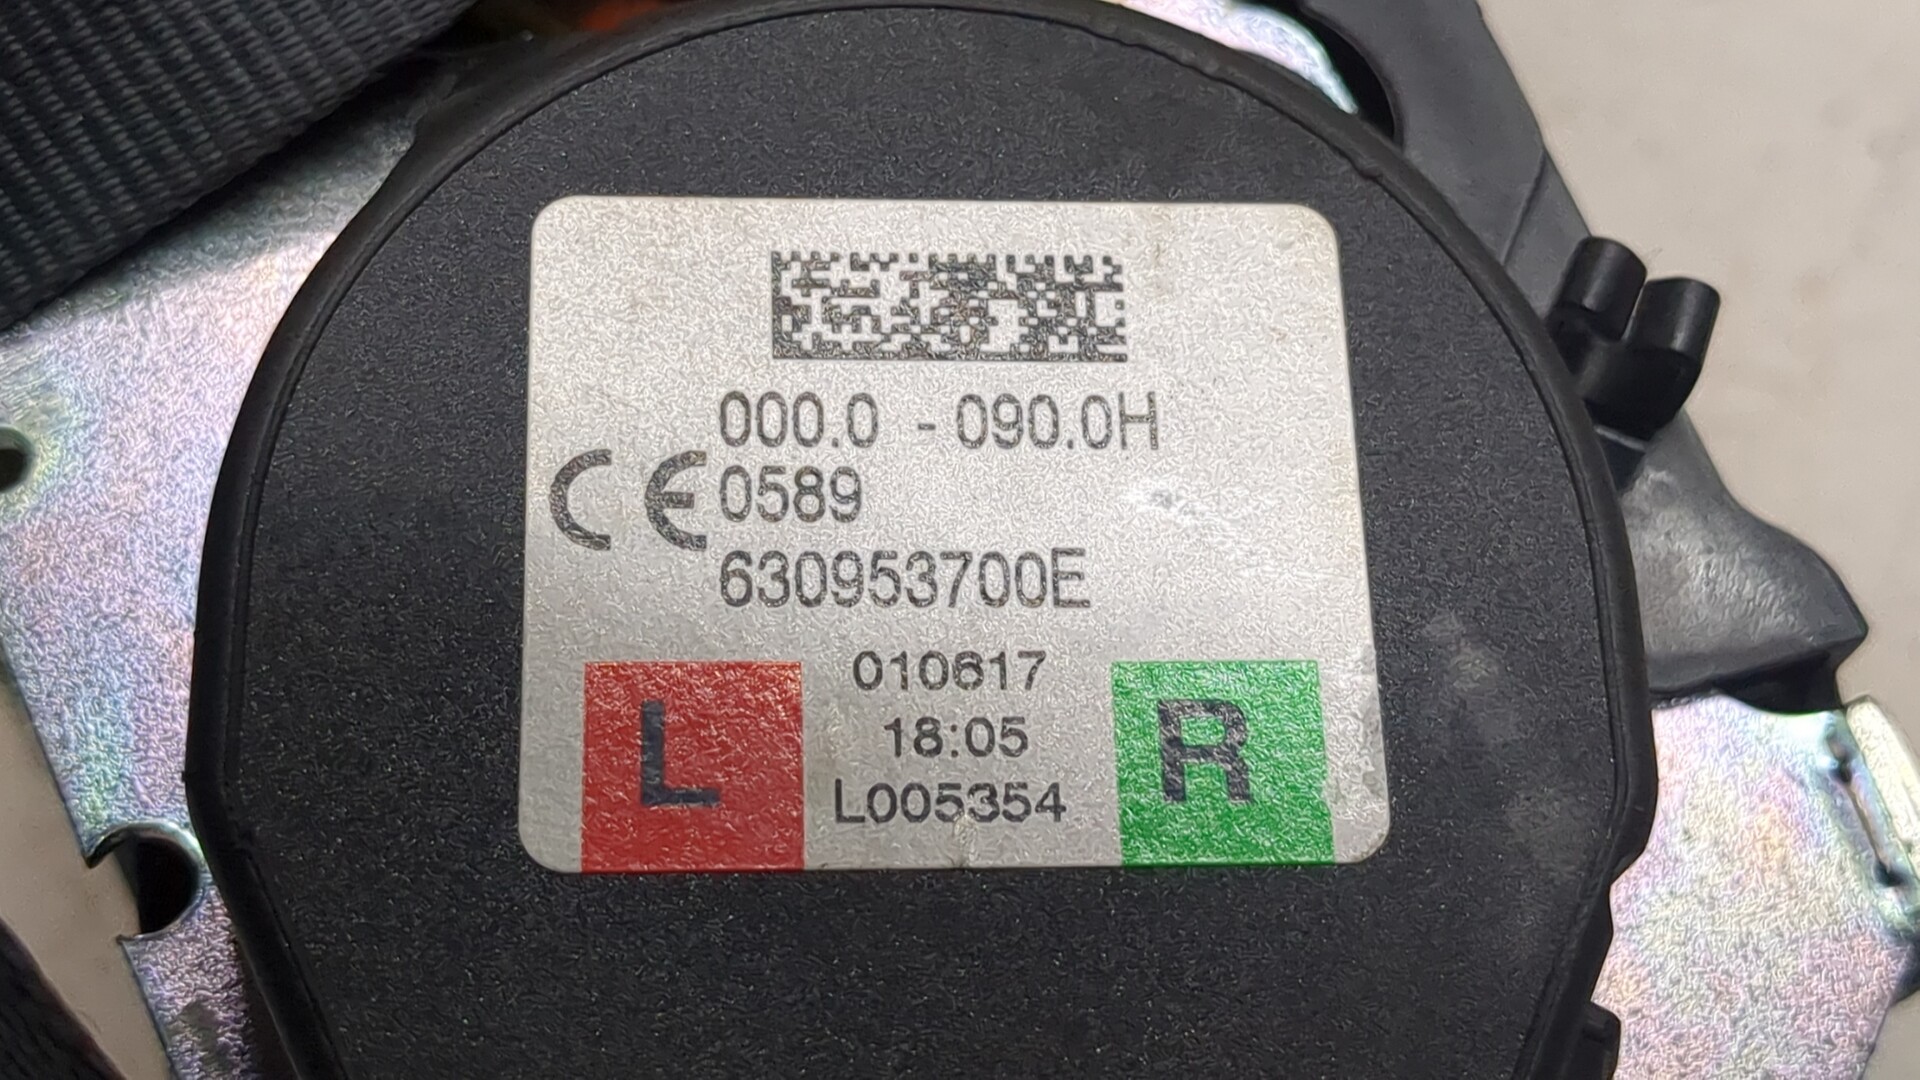 000.0 - 090.0H
CE 0589
630953700E
010617
18:05
L005354
L R